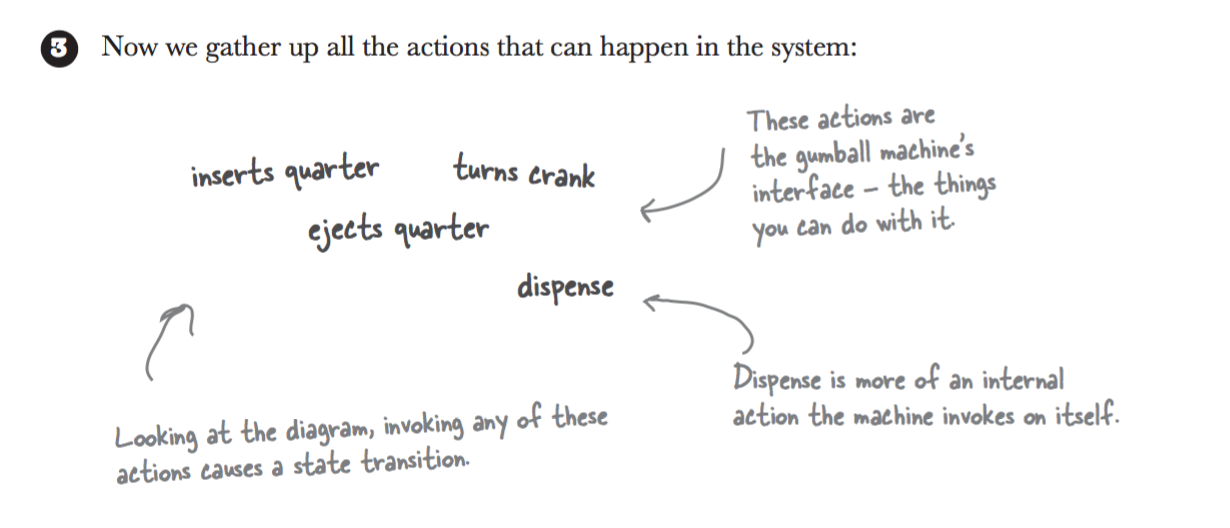 3 Now we gather up all the actions that can happen in the system:
These actions are
the gumball machine's
interface – the things
you can do with it.
inserts quarter turns crank
ejects quarter
dispense
Dispense is more of an internal
action the machine invokes on itself.
Looking at the diagram, invoking any of these
actions causes a state transition.